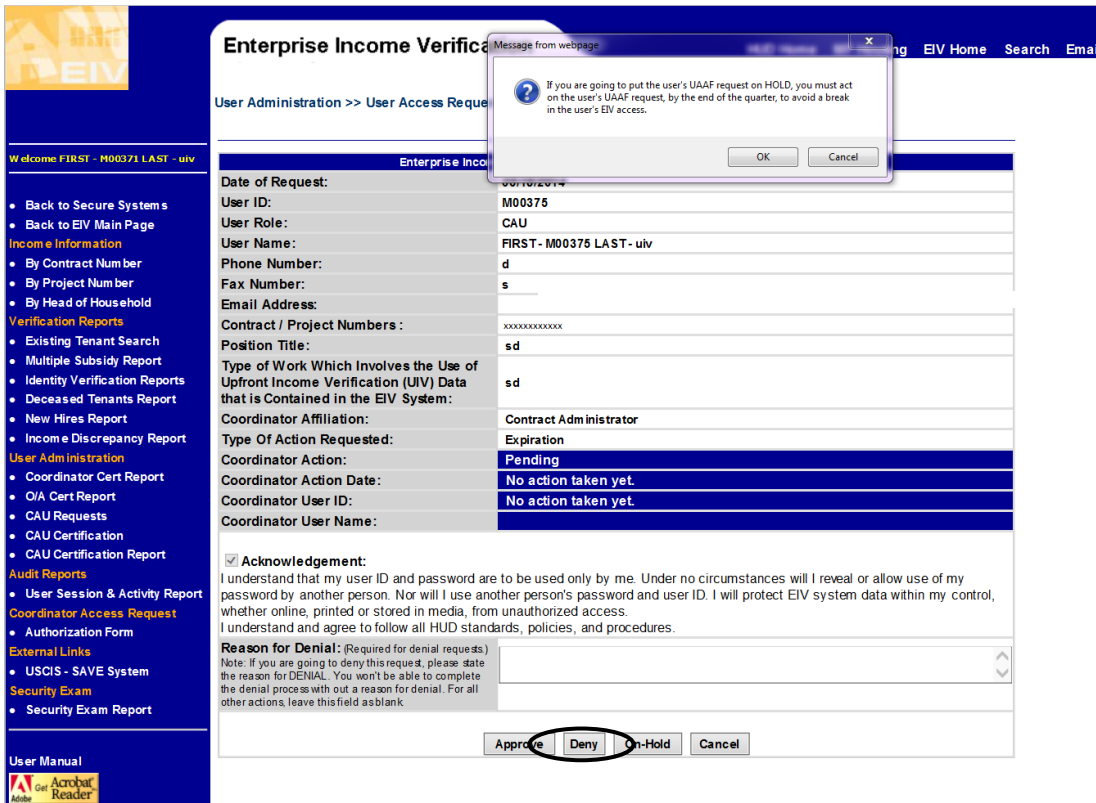 EIV
Enterprise Income Verifica
HUD Home
ng EIV Home Search Emai
User Administration >> User Access Reque
Message from webpage
x
If you are going to put the user's UAAF request on HOLD, you must act
on the user's UAAF request, by the end of the quarter, to avoid a break
in the user's EIV access.
OK Cancel
Welcome FIRST - M00371 LAST - uiv
• Back to Secure Systems
• Back to EIV Main Page
Income Information
• By Contract Number
• By Project Number
• By Head of Household
Verification Reports
• Existing Tenant Search
• Multiple Subsidy Report
• Identity Verification Reports
• Deceased Tenants Report
• New Hires Report
• Income Discrepancy Report
User Administration
• Coordinator Cert Report
• O/A Cert Report
• CAU Requests
• CAU Certification
• CAU Certification Report
Audit Reports
• User Session & Activity Report
Coordinator Access Request
• Authorization Form
External Links
• USCIS - SAVE System
Security Exam
• Security Exam Report
User Manual
Adobe Get Acrobat
Reader
Enterprise Inco
Date of Request:
User ID: M00375
User Role: CAU
User Name: FIRST - M00375 LAST - uiv
Phone Number: d
Fax Number: s
Email Address:
Contract / Project Numbers : xxxxxxxxxxxx
Position Title: sd
Type of Work Which Involves the Use of
Upfront Income Verification (UIV) Data sd
that is Contained in the EIV System:
Coordinator Affiliation: Contract Administrator
Type Of Action Requested: Expiration
Coordinator Action: Pending
Coordinator Action Date: No action taken yet.
Coordinator User ID: No action taken yet.
Coordinator User Name:
Acknowledgement:
I understand that my user ID and password are to be used only by me. Under no circumstances will I reveal or allow use of my
password by another person. Nor will I use another person's password and user ID. I will protect EIV system data within my control,
whether online, printed or stored in media, from unauthorized access.
I understand and agree to follow all HUD standards, policies, and procedures.
Reason for Denial: (Required for denial requests.)
Note: If you are going to deny this request, please state
the reason for DENIAL. You won't be able to complete
the denial process with out a reason for denial. For all
other actions, leave this field as blank
Approve Deny On-Hold Cancel